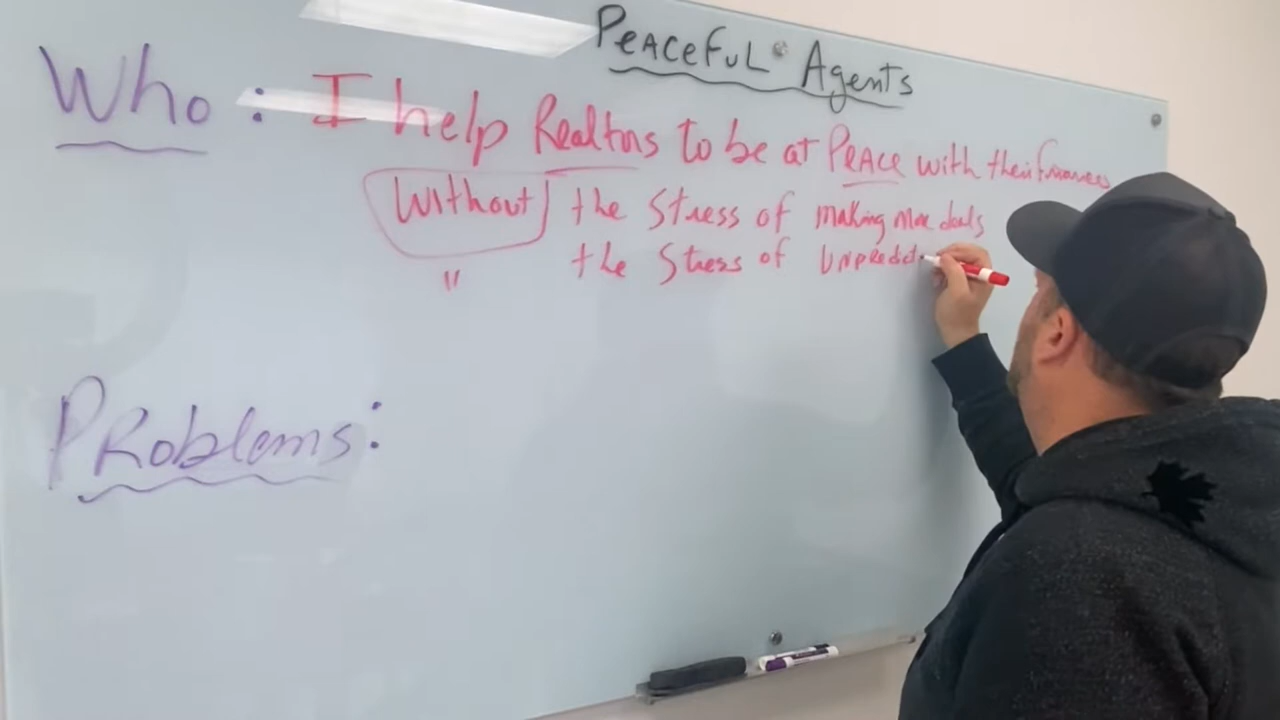 PEACEFUL Agents
Who: I help Realtors to be at PEACE with their finances
Without the Stress of making more deals
" the Stress of Unpredict
PRoblems: